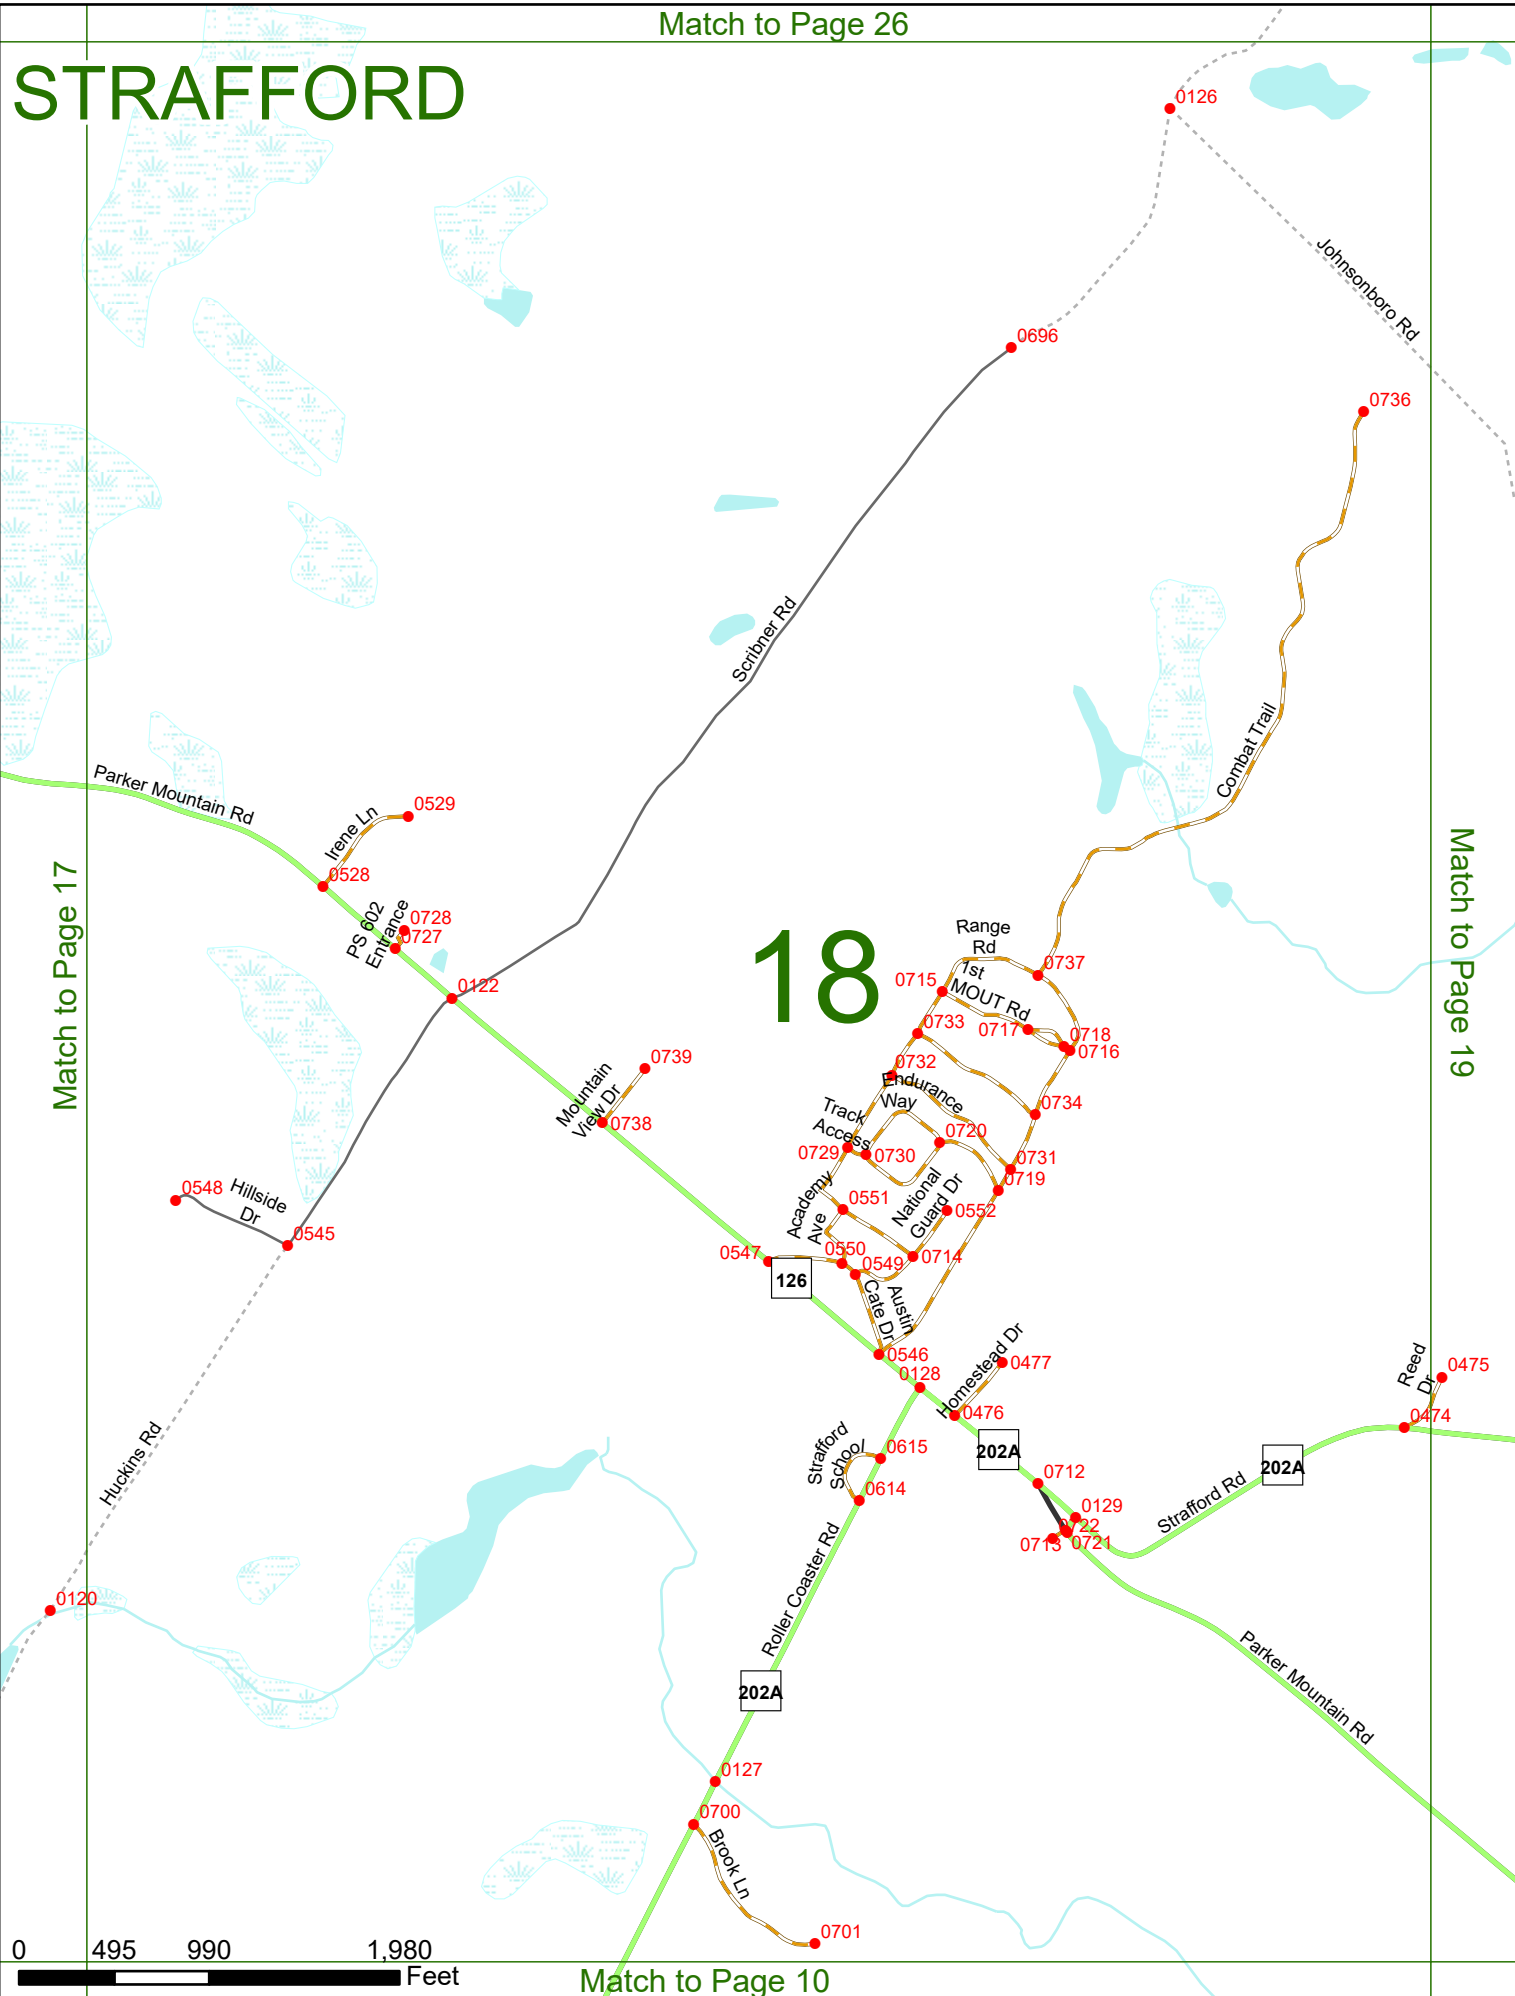 Match to Page 26
STRAFFORD
0126
Johnsonboro Rd
0696
0736
Scribner Rd
Combat Trail
Parker Mountain Rd
Irene Ln
0529
0528
PS 602
Entrance
0728
0727
0122
Match to Page 17
Match to Page 19
18
Range
Rd
0737
1st
MOUT Rd
0715
0717
0718
0716
0733
0732
Endurance
Way
0734
Track
Access
0720
0729
0730
0731
0719
0739
Mountain
View Dr
0738
0548
Hillside
Dr
0545
Academy
Ave
0551
National
Guard Dr
0552
0550
0714
0547
0549
126
Austin
Cate Dr
0546
0128
Homestead Dr
0477
0476
Reed
Dr
0475
0474
Strafford
School
0615
0614
202A
202A
0712
Strafford Rd
0129
0722
0713
0721
Huckins Rd
0120
Roller Coaster Rd
Parker Mountain Rd
202A
0127
0700
Brook Ln
0701
0 495 990 1,980
Feet
Match to Page 10